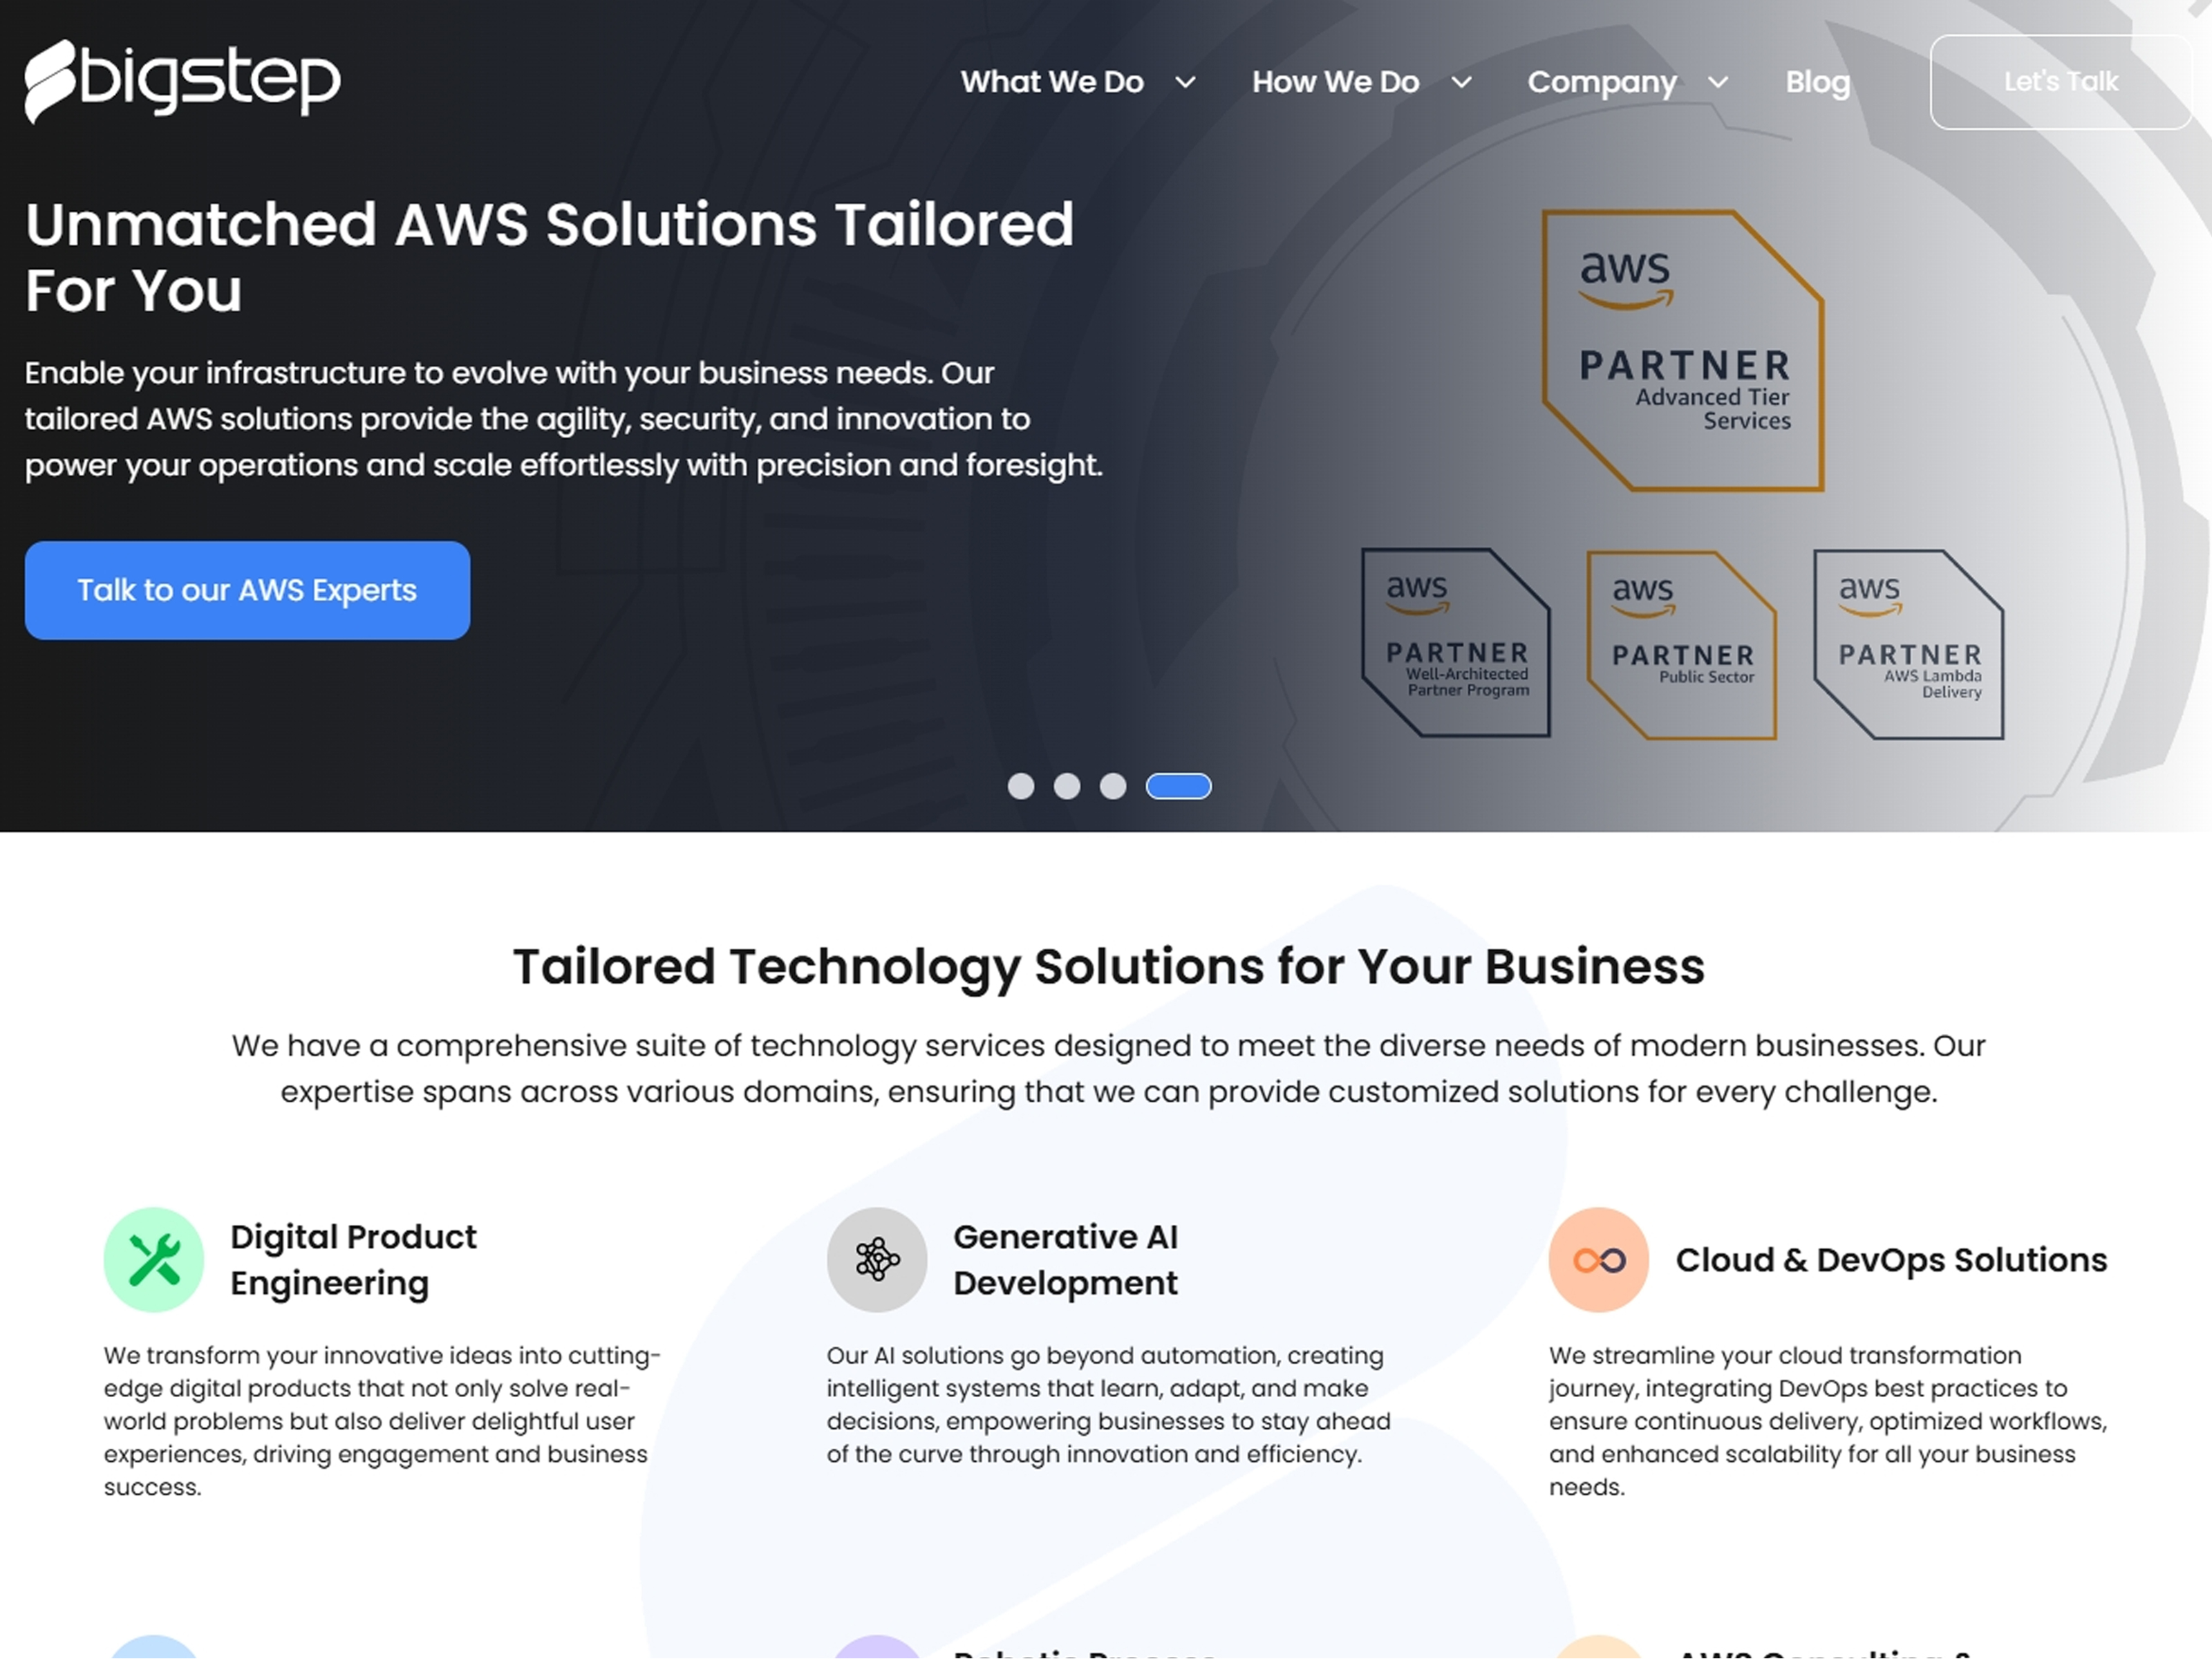 bigstep
What We Do
How We Do
Company
Blog
Let's Talk
Unmatched AWS Solutions Tailored
For You
Enable your infrastructure to evolve with your business needs. Our
tailored AWS solutions provide the agility, security, and innovation to
power your operations and scale effortlessly with precision and foresight.
Talk to our AWS Experts
aws
PARTNER
Advanced Tier
Services
aws
PARTNER
Well-Architected
Partner Program
aws
PARTNER
Public Sector
aws
PARTNER
AWS Lambda
Delivery
Tailored Technology Solutions for Your Business
We have a comprehensive suite of technology services designed to meet the diverse needs of modern businesses. Our
expertise spans across various domains, ensuring that we can provide customized solutions for every challenge.
Digital Product
Engineering
We transform your innovative ideas into cutting-
edge digital products that not only solve real-
world problems but also deliver delightful user
experiences, driving engagement and business
success.
Generative AI
Development
Our AI solutions go beyond automation, creating
intelligent systems that learn, adapt, and make
decisions, empowering businesses to stay ahead
of the curve through innovation and efficiency.
Cloud & DevOps Solutions
We streamline your cloud transformation
journey, integrating DevOps best practices to
ensure continuous delivery, optimized workflows,
and enhanced scalability for all your business
needs.
Robotic Process
AWS Consulting &